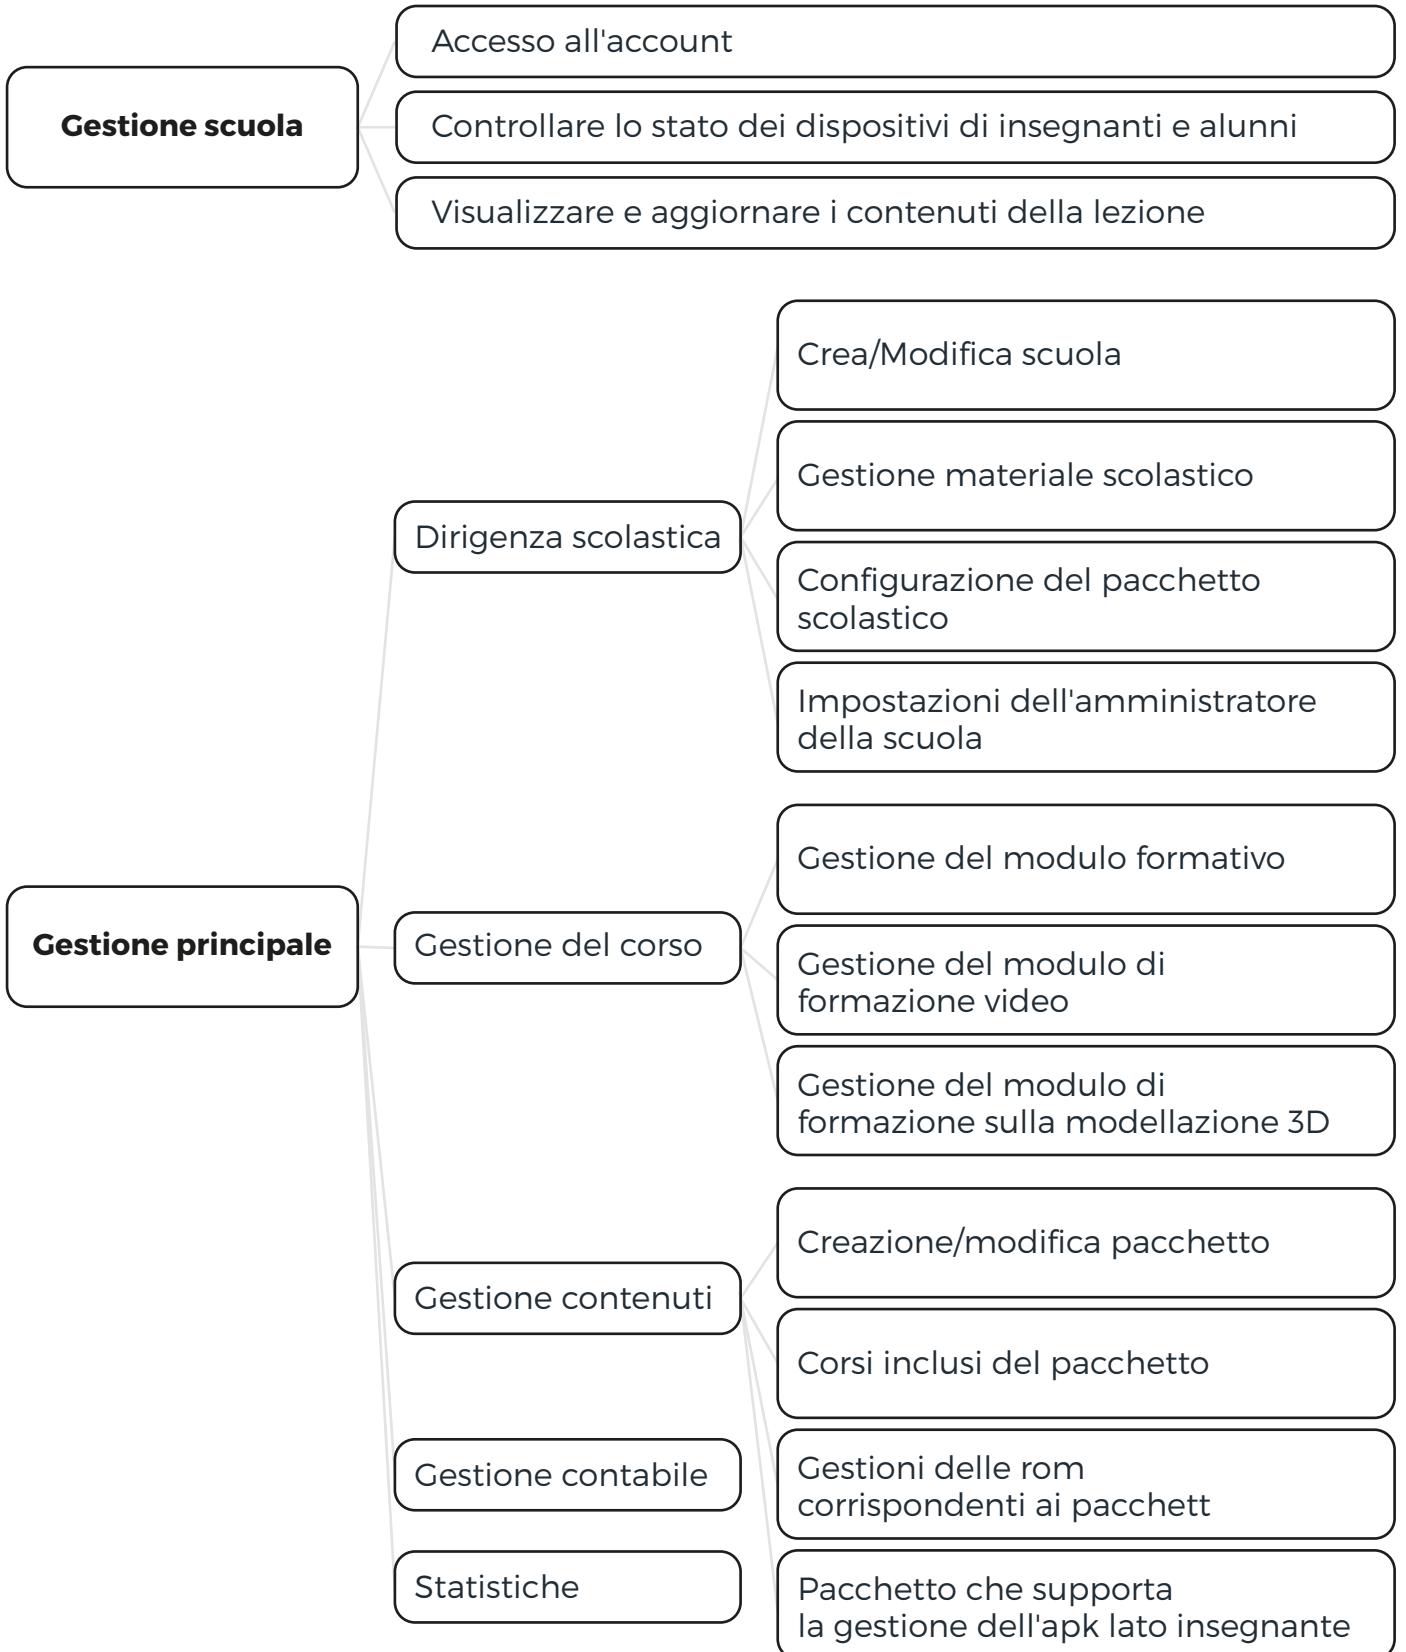 Gestione scuola
Accesso all'account
Controllare lo stato dei dispositivi di insegnanti e alunni
Visualizzare e aggiornare i contenuti della lezione
Gestione principale
Dirigenza scolastica
Crea/Modifica scuola
Gestione materiale scolastico
Configurazione del pacchetto
scolastico
Impostazioni dell'amministratore
della scuola
Gestione del corso
Gestione del modulo formativo
Gestione del modulo di
formazione video
Gestione del modulo di
formazione sulla modellazione 3D
Gestione contenuti
Creazione/modifica pacchetto
Corsi inclusi del pacchetto
Gestioni delle rom
corrispondenti ai pacchett
Pacchetto che supporta
la gestione dell'apk lato insegnante
Gestione contabile
Statistiche